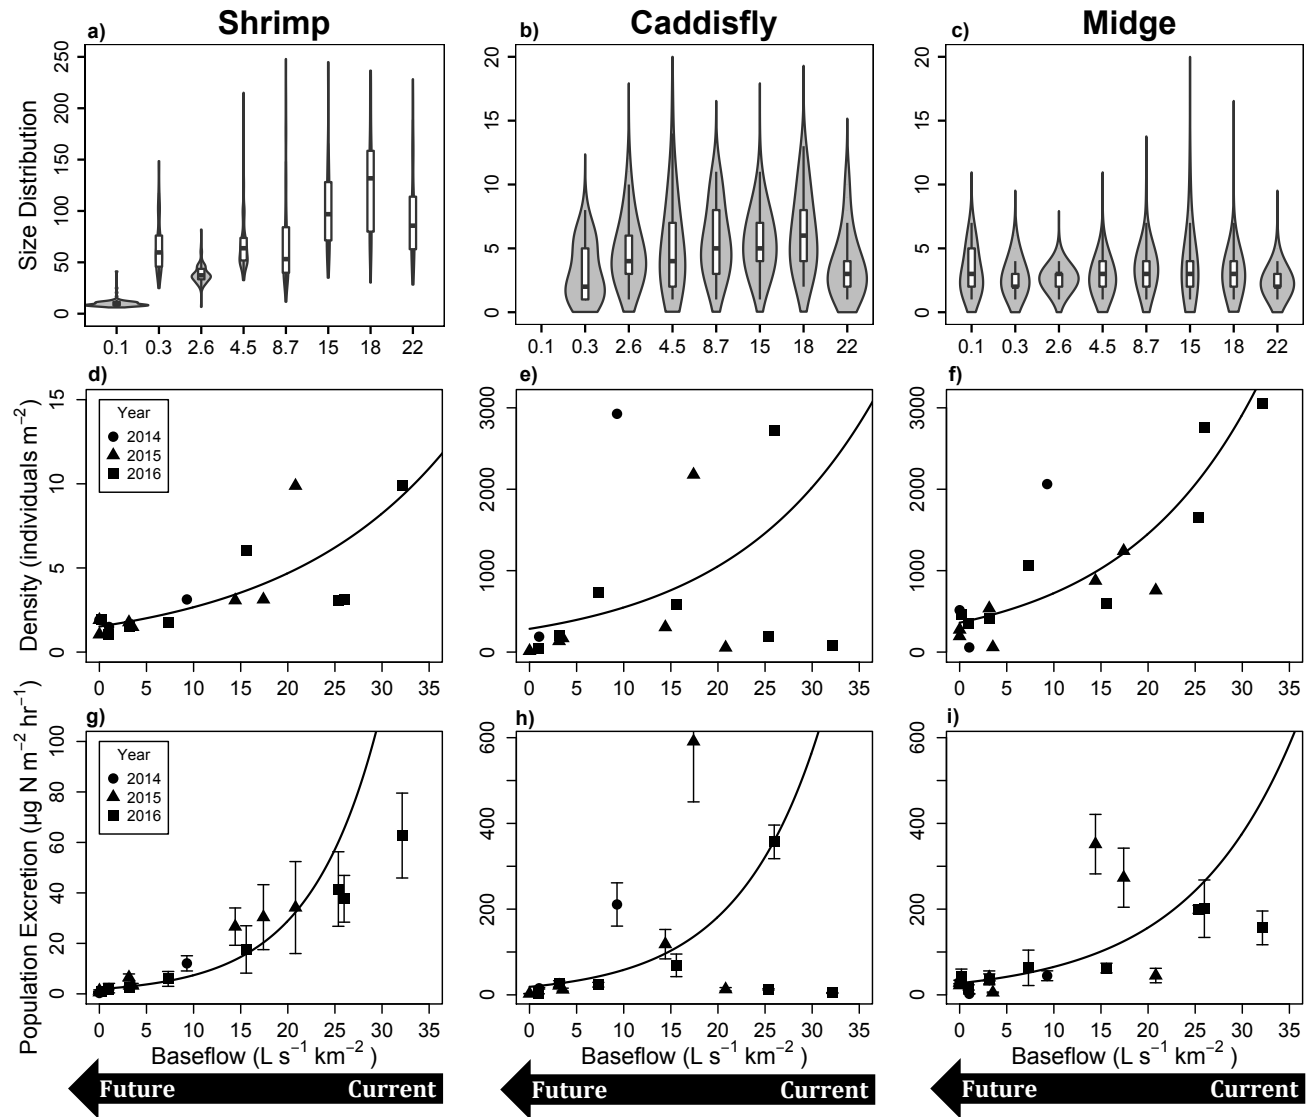 Shrimp Caddisfly Midge
a) b) c)
Size Distribution
250
200
150
100
50
0
0.1 0.3 2.6 4.5 8.7 15 18 22
20
15
10
5
0
0.1 0.3 2.6 4.5 8.7 15 18 22
20
15
10
5
0
0.1 0.3 2.6 4.5 8.7 15 18 22
d) e) f)
Density (individuals m⁻²)
15
10
5
0
Year
2014
2015
2016
0 5 10 15 20 25 30 35
3000
2000
1000
0
0 5 10 15 20 25 30 35
3000
2000
1000
0
0 5 10 15 20 25 30 35
g) h) i)
Population Excretion (µg N m⁻² hr⁻¹)
100
80
60
40
20
0
Year
2014
2015
2016
0 5 10 15 20 25 30 35
600
400
200
0
0 5 10 15 20 25 30 35
600
400
200
0
0 5 10 15 20 25 30 35
Baseflow (L s⁻¹ km⁻² ) Baseflow (L s⁻¹ km⁻² ) Baseflow (L s⁻¹ km⁻² )
Future Current Future Current Future Current